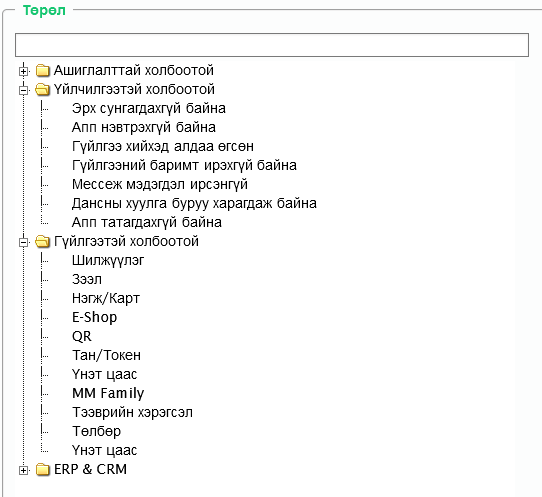 Төрөл
Ашиглалттай холбоотой
Үйлчилгээтэй холбоотой
Эрх сунгагдахгүй байна
Апп нэвтрэхгүй байна
Гүйлгээ хийхэд алдаа өгсөн
Гүйлгээний баримт ирэхгүй байна
Мессеж мэдэгдэл ирсэнгүй
Дансны хуулга буруу харагдаж байна
Апп татагдахгүй байна
Гүйлгээтэй холбоотой
Шилжүүлэг
Зээл
Нэгж/Карт
E-Shop
QR
Тан/Токен
Үнэт цаас
MM Family
Тээврийн хэрэгсэл
Төлбөр
Үнэт цаас
ERP & CRM